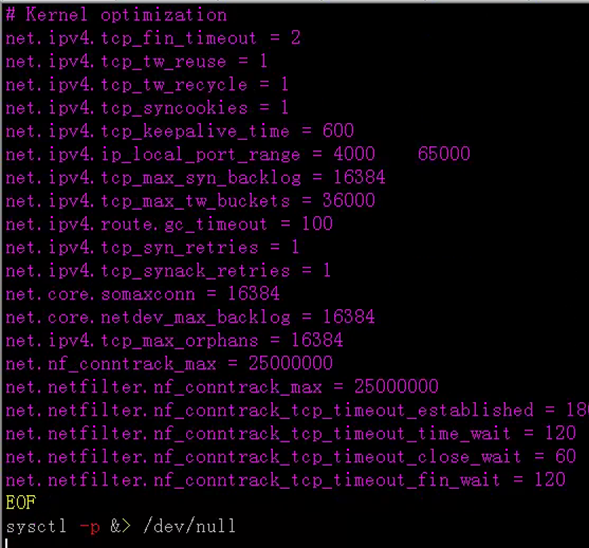 # Kernel optimization
net.ipv4.tcp_fin_timeout = 2
net.ipv4.tcp_tw_reuse = 1
net.ipv4.tcp_tw_recycle = 1
net.ipv4.tcp_syncookies = 1
net.ipv4.tcp_keepalive_time = 600
net.ipv4.ip_local_port_range = 4000    65000
net.ipv4.tcp_max_syn_backlog = 16384
net.ipv4.tcp_max_tw_buckets = 36000
net.ipv4.route.gc_timeout = 100
net.ipv4.tcp_syn_retries = 1
net.ipv4.tcp_synack_retries = 1
net.core.somaxconn = 16384
net.core.netdev_max_backlog = 16384
net.ipv4.tcp_max_orphans = 16384
net.nf_conntrack_max = 25000000
net.netfilter.nf_conntrack_max = 25000000
net.netfilter.nf_conntrack_tcp_timeout_established = 180
net.netfilter.nf_conntrack_tcp_timeout_time_wait = 120
net.netfilter.nf_conntrack_tcp_timeout_close_wait = 60
net.netfilter.nf_conntrack_tcp_timeout_fin_wait = 120
EOF
sysctl -p &> /dev/null